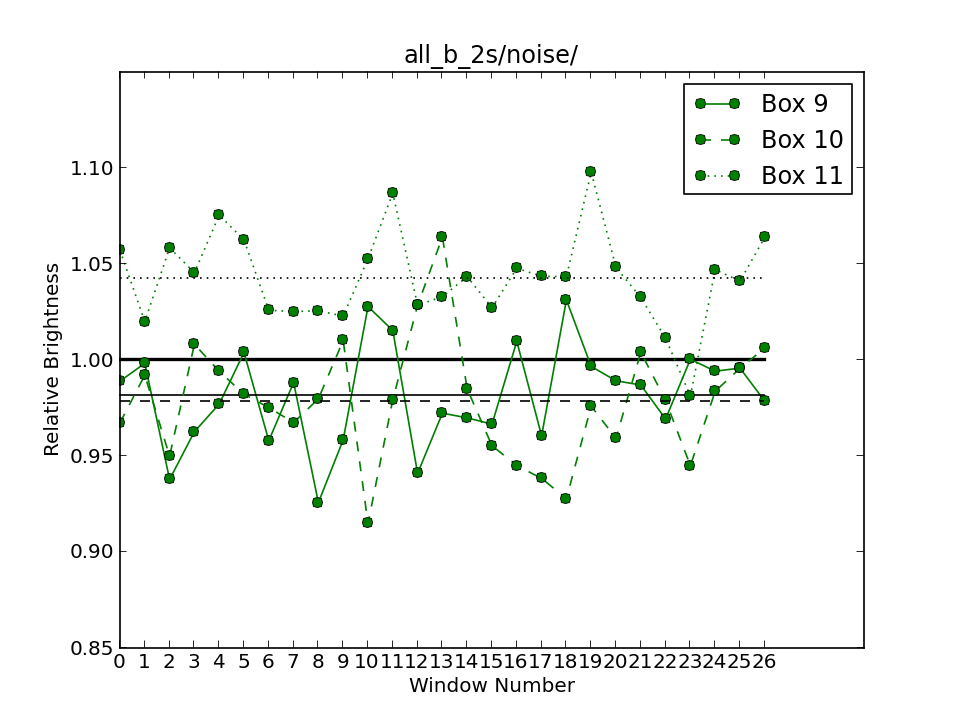 all_b_2s/noise/
Box 9
Box 10
Box 11
Relative Brightness
1.10
1.05
1.00
0.95
0.90
0.85
0 1 2 3 4 5 6 7 8 9 10 11 12 13 14 15 16 17 18 19 20 21 22 23 24 25 26
Window Number